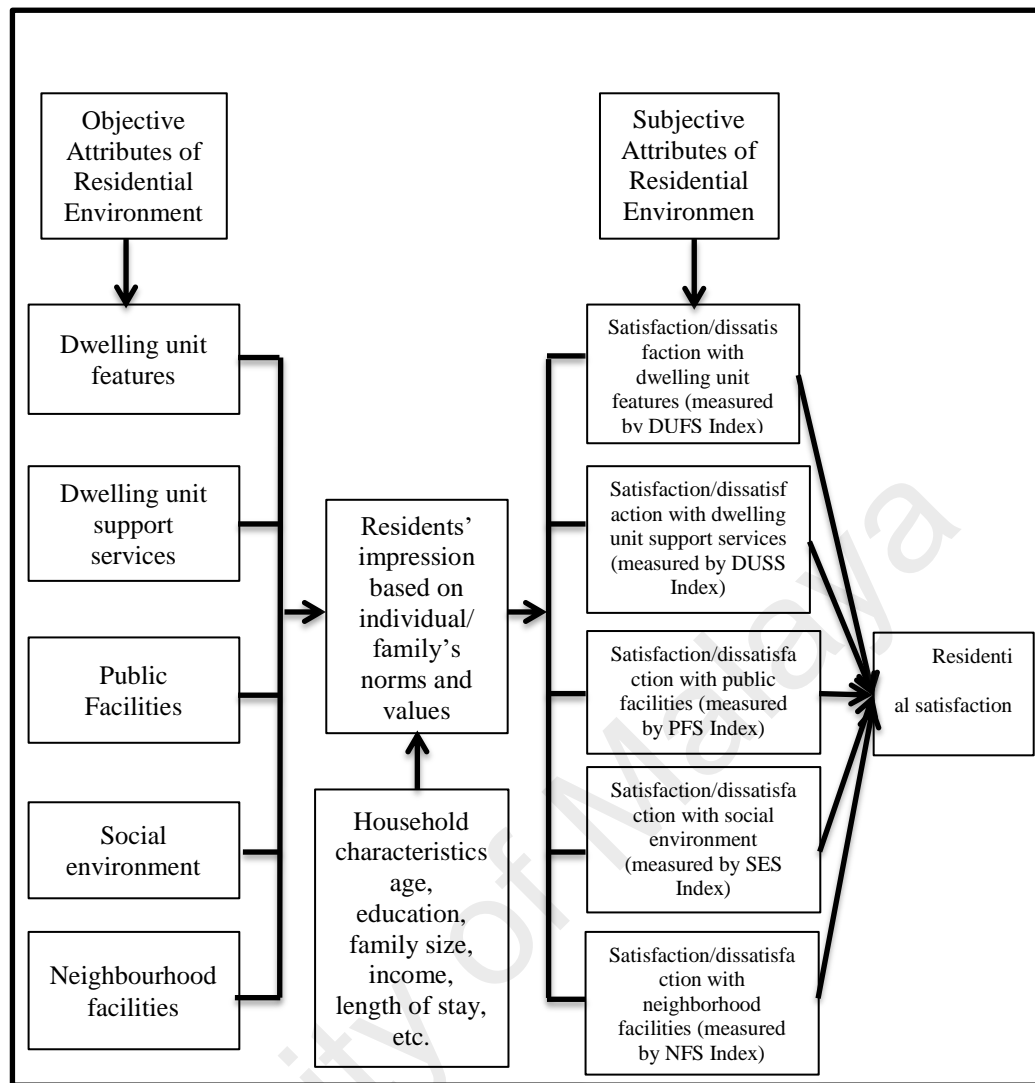 Objective
Attributes of
Residential
Environment
Subjective
Attributes of
Residential
Environmen
Dwelling unit
features
Dwelling unit
support
services
Public
Facilities
Social
environment
Neighbourhood
facilities
Residents’
impression
based on
individual/
family’s
norms and
values
Household
characteristics
age,
education,
family size,
income,
length of stay,
etc.
Satisfaction/dissatis
faction with
dwelling unit
features (measured
by DUFS Index)
Satisfaction/dissatisf
action with dwelling
unit support services
(measured by DUSS
Index)
Satisfaction/dissatisfa
ction with public
facilities (measured
by PFS Index)
Satisfaction/dissatisfa
ction with social
environment
(measured by SES
Index)
Satisfaction/dissatisfa
ction with
neighborhood
facilities (measured
by NFS Index)
Residenti
al satisfaction
ity of Malaya